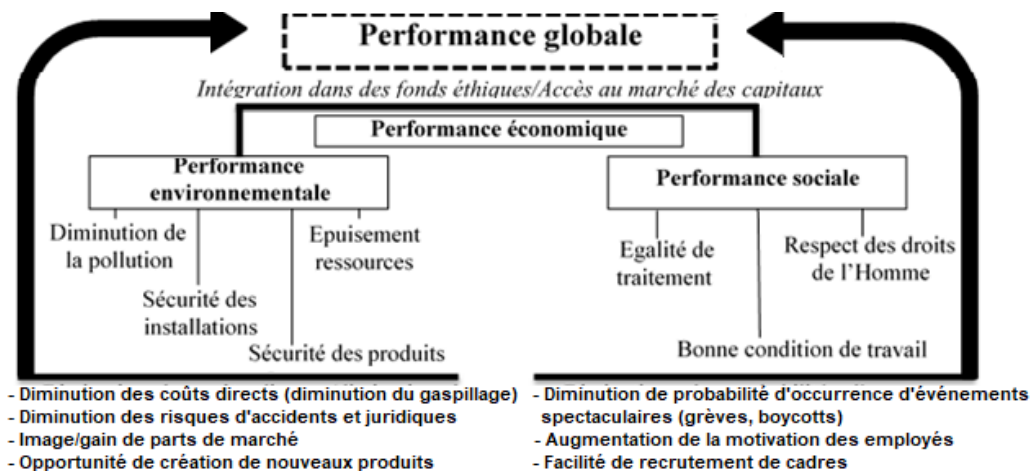 Performance globale
Intégration dans des fonds éthiques/Accès au marché des capitaux
Performance économique
Performance
environnementale
Performance sociale
Diminution de
la pollution
Sécurité des
installations
Sécurité des produits
Epuisement
ressources
Egalité de
traitement
Bonne condition de travail
Respect des droits
de l'Homme
- Diminution des coûts directs (diminution du gaspillage)
- Diminution des risques d'accidents et juridiques
- Image/gain de parts de marché
- Opportunité de création de nouveaux produits
- Diminution de probabilité d'occurrence d'événements
spectaculaires (grèves, boycotts)
- Augmentation de la motivation des employés
- Facilité de recrutement de cadres